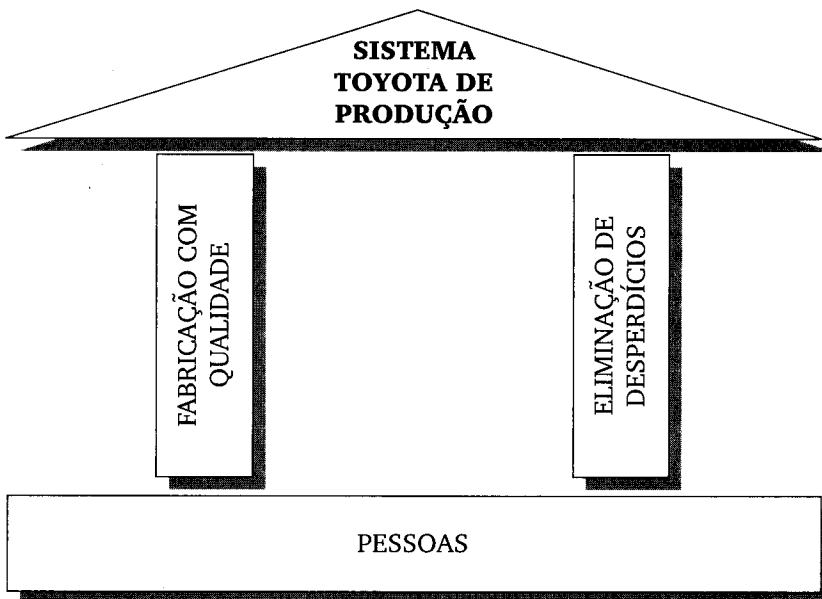 SISTEMA
TOYOTA DE
PRODUÇÃO
FABRICAÇÃO COM
QUALIDADE
ELIMINAÇÃO DE
DESPERDÍCIOS
PESSOAS